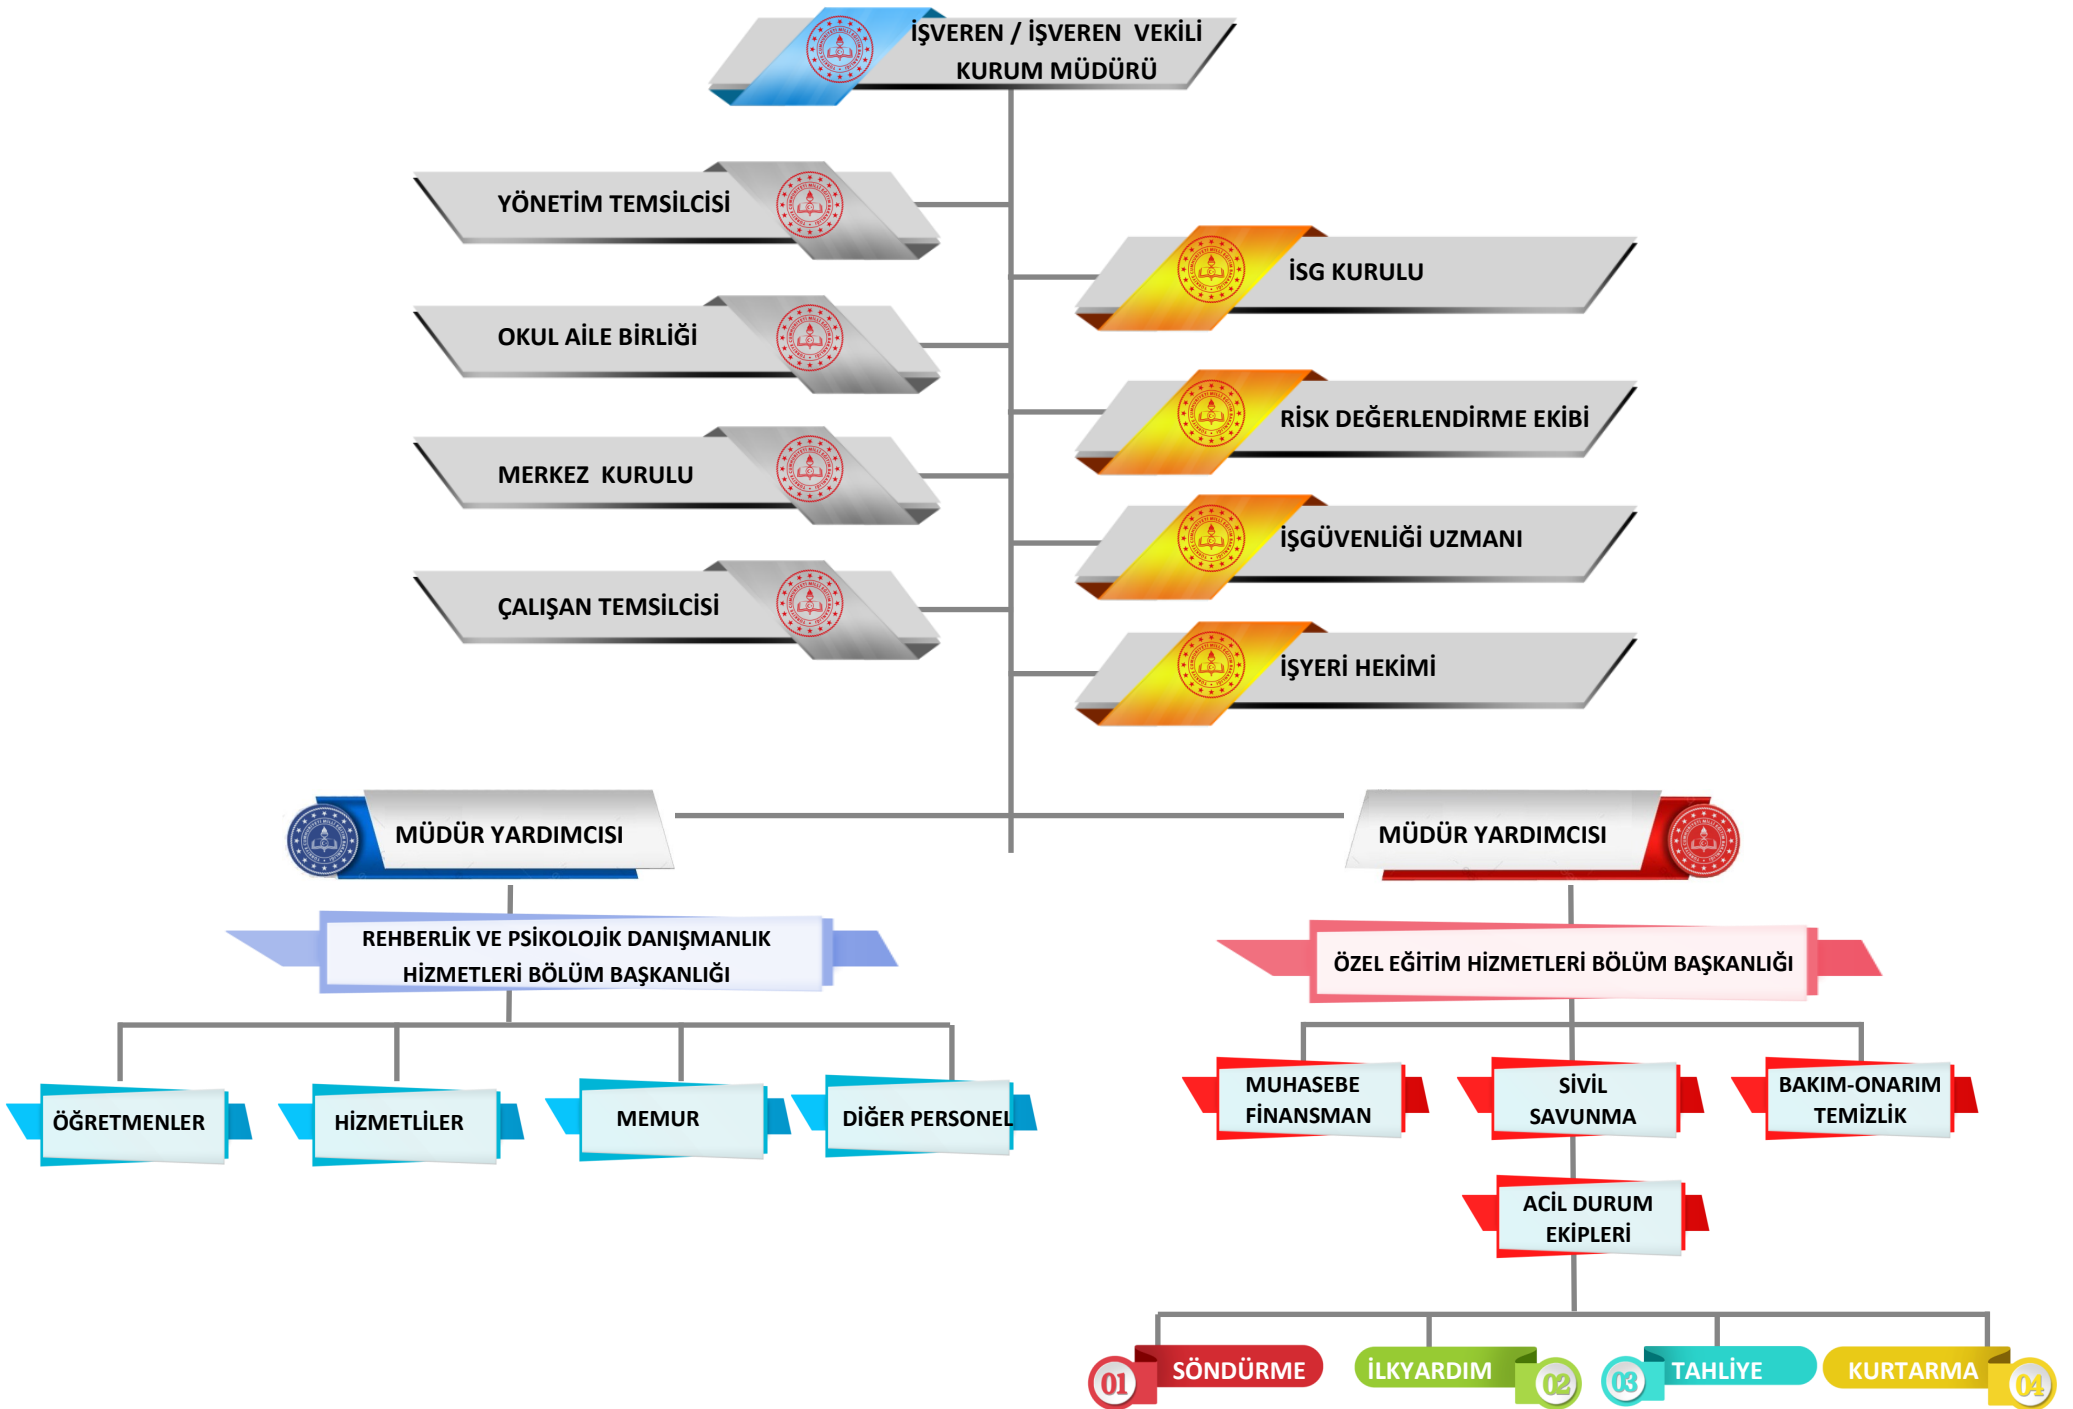 İŞVEREN / İŞVEREN VEKİLİ
KURUM MÜDÜRÜ
YÖNETİM TEMSİLCİSİ
İSG KURULU
OKUL AİLE BİRLİĞİ
RİSK DEĞERLENDİRME EKİBİ
MERKEZ KURULU
İŞGÜVENLİĞİ UZMANI
ÇALIŞAN TEMSİLCİSİ
İŞYERİ HEKİMİ
MÜDÜR YARDIMCISI
MÜDÜR YARDIMCISI
REHBERLİK VE PSİKOLOJİK DANIŞMANLIK
HİZMETLERİ BÖLÜM BAŞKANLIĞI
ÖZEL EĞİTİM HİZMETLERİ BÖLÜM BAŞKANLIĞI
ÖĞRETMENLER
HİZMETLİLER
MEMUR
DİĞER PERSONEL
MUHASEBE
FİNANSMAN
SİVİL
SAVUNMA
BAKIM-ONARIM
TEMİZLİK
ACİL DURUM
EKİPLERİ
01 SÖNDÜRME
İLKYARDIM 02
03 TAHLİYE
KURTARMA 04